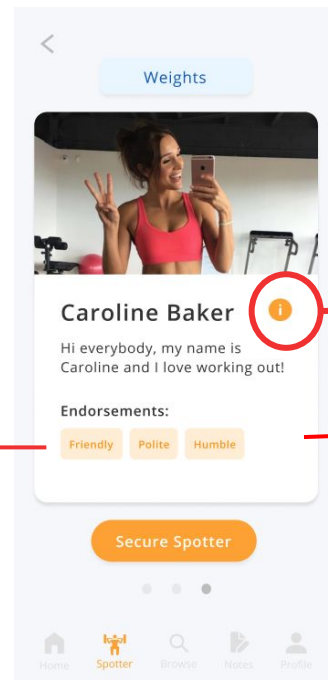 Weights
Caroline Baker
i
Hi everybody, my name is
Caroline and I love working out!
Endorsements:
Friendly Polite Humble
Secure Spotter
Home Spotter Browse Notes Profile